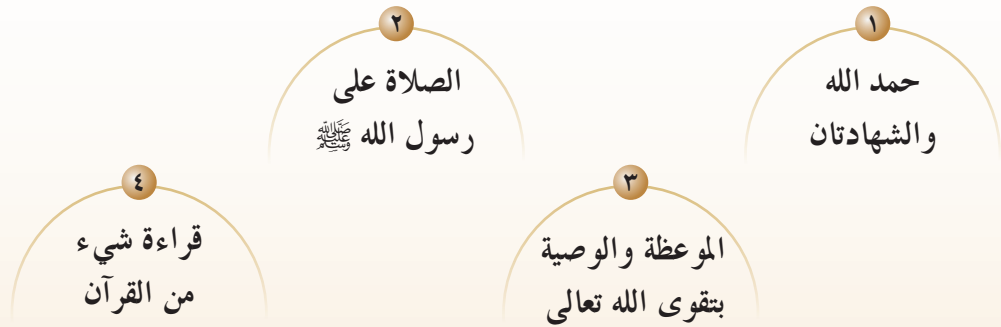 ١
حمد الله
والشهادتان
٢
الصلاة على
رسول الله ﷺ
٣
الموعظة والوصية
بتقوى الله تعالى
٤
قراءة شيء
من القرآن